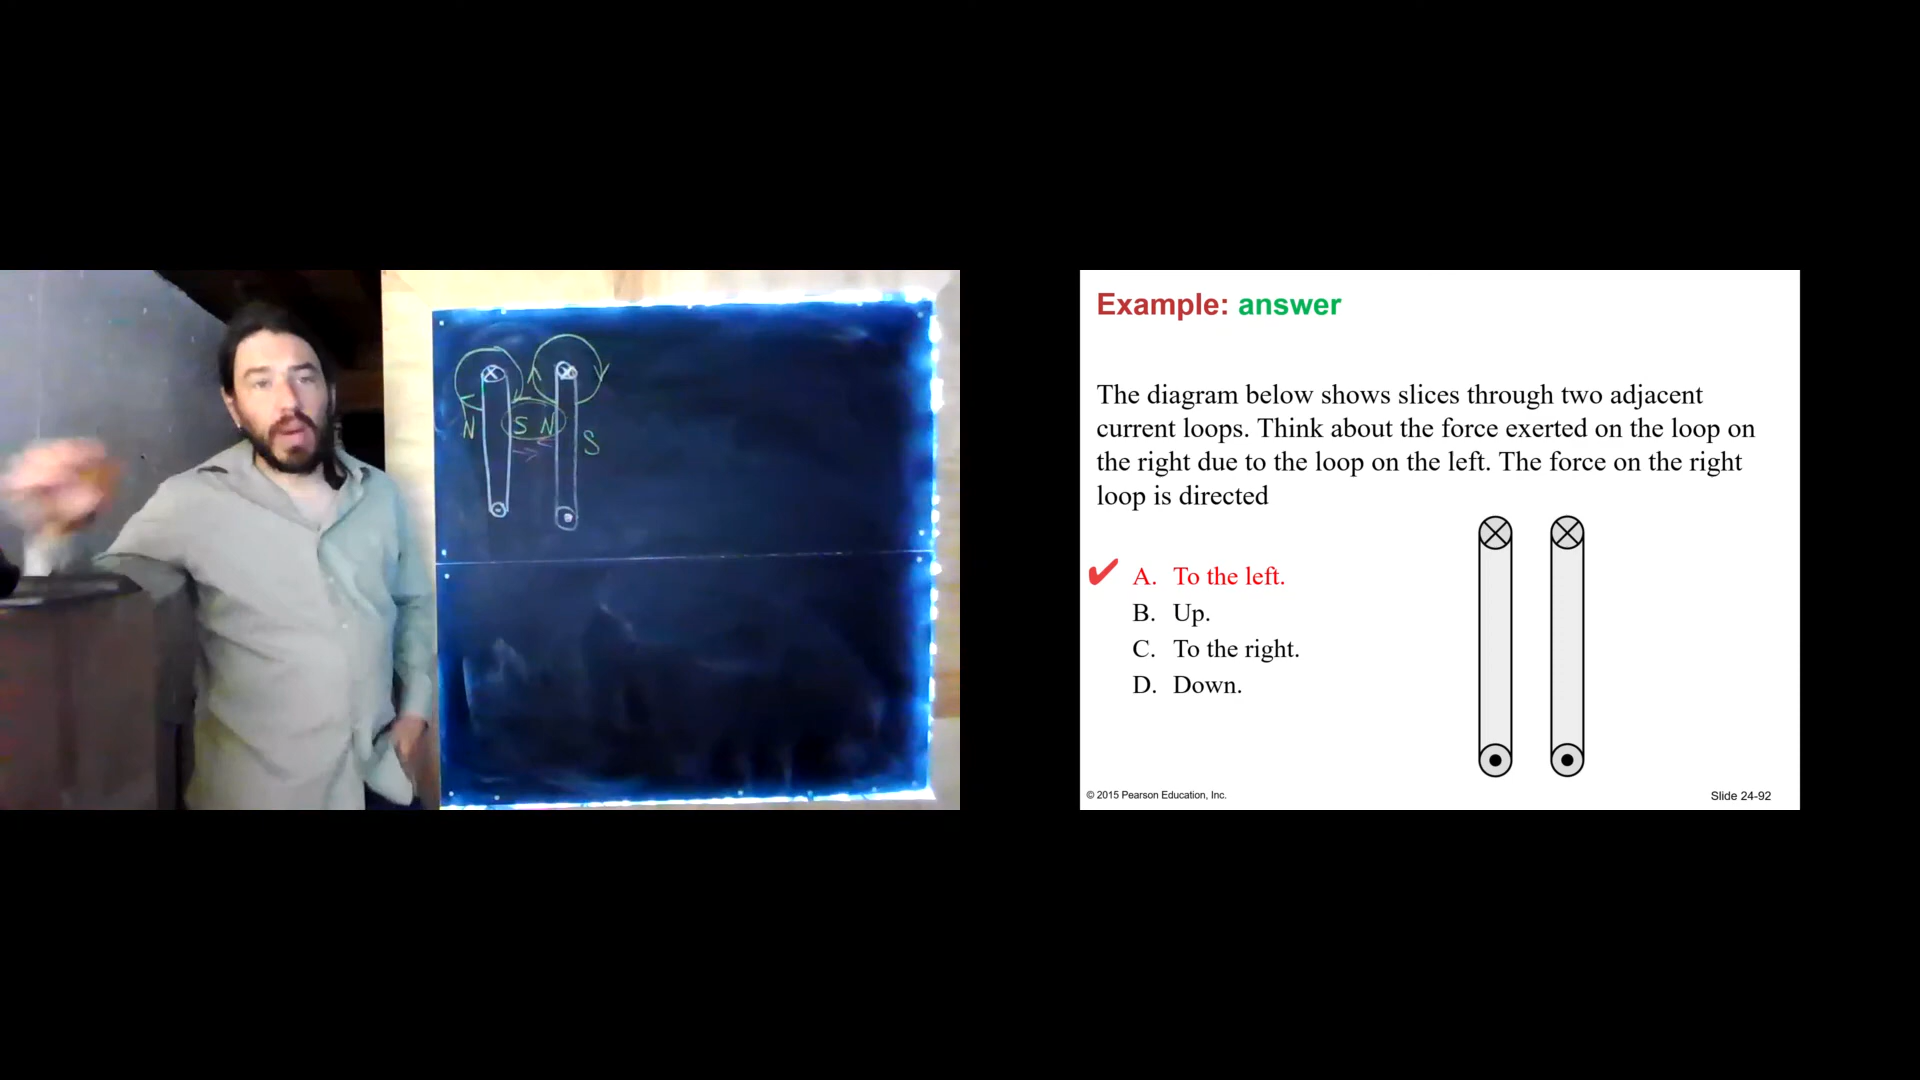 N S N S
Example: answer
The diagram below shows slices through two adjacent
current loops. Think about the force exerted on the loop on
the right due to the loop on the left. The force on the right
loop is directed
A. To the left.
B. Up.
C. To the right.
D. Down.
© 2015 Pearson Education, Inc.
Slide 24-92